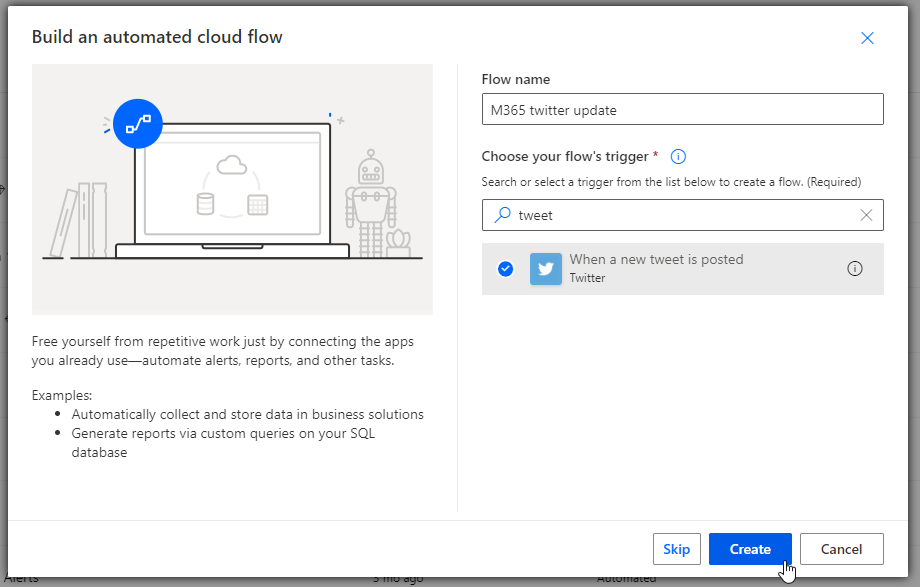 Build an automated cloud flow
Free yourself from repetitive work just by connecting the apps
you already use—automate alerts, reports, and other tasks.
Examples:
• Automatically collect and store data in business solutions
• Generate reports via custom queries on your SQL
database
Flow name
M365 twitter update
Choose your flow's trigger *
Search or select a trigger from the list below to create a flow. (Required)
tweet
When a new tweet is posted
Twitter
Skip
Create
Cancel
Alerts
3 mo ago
Automated